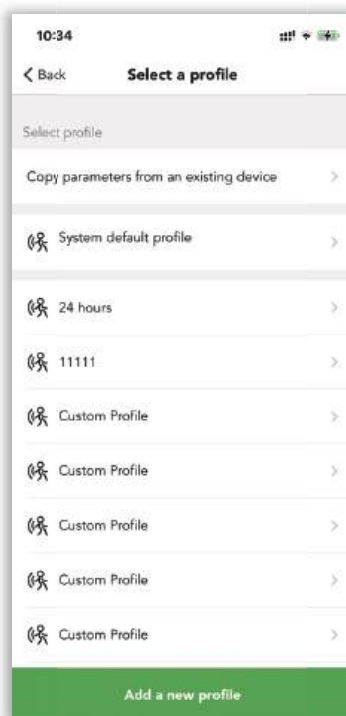 10:34
Back
Select a profile
Select profile
Copy parameters from an existing device
System default profile
24 hours
11111
Custom Profile
Custom Profile
Custom Profile
Custom Profile
Custom Profile
Add a new profile